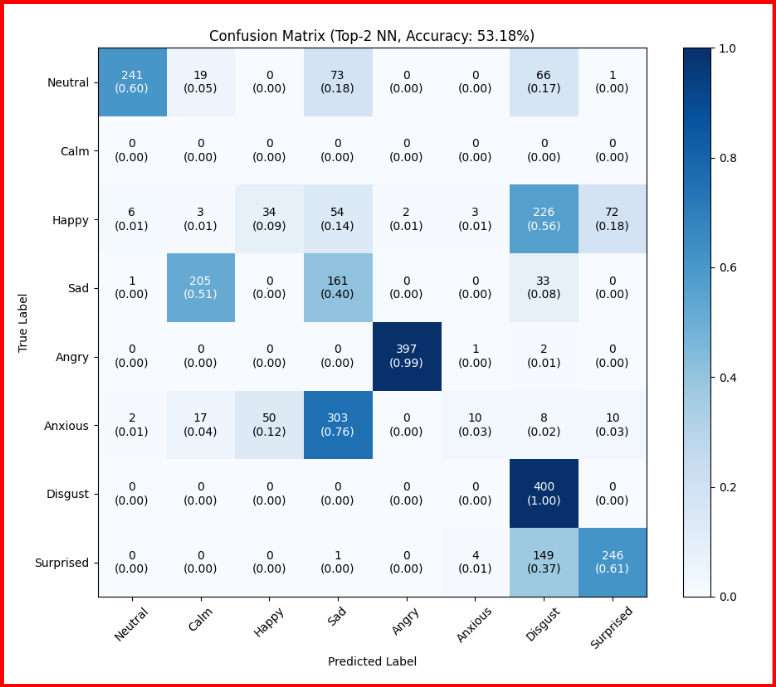 Confusion Matrix (Top-2 NN, Accuracy: 53.18%)
True Label
Neutral
241 19 0 73 0 0 66 1
(0.60) (0.05) (0.00) (0.18) (0.00) (0.00) (0.17) (0.00)
Calm
0 0 0 0 0 0 0 0
(0.00) (0.00) (0.00) (0.00) (0.00) (0.00) (0.00) (0.00)
Happy
6 3 34 54 2 3 226 72
(0.01) (0.01) (0.09) (0.14) (0.01) (0.01) (0.56) (0.18)
Sad
1 205 0 161 0 0 33 0
(0.00) (0.51) (0.00) (0.40) (0.00) (0.00) (0.08) (0.00)
Angry
0 0 0 0 397 1 2 0
(0.00) (0.00) (0.00) (0.00) (0.99) (0.00) (0.01) (0.00)
Anxious
2 17 50 303 0 10 8 10
(0.01) (0.04) (0.12) (0.76) (0.00) (0.03) (0.02) (0.03)
Disgust
0 0 0 0 0 0 400 0
(0.00) (0.00) (0.00) (0.00) (0.00) (0.00) (1.00) (0.00)
Surprised
0 0 0 1 0 4 149 246
(0.00) (0.00) (0.00) (0.00) (0.00) (0.01) (0.37) (0.61)
Neutral Calm Happy Sad Angry Anxious Disgust Surprised
Predicted Label
1.0
0.8
0.6
0.4
0.2
0.0